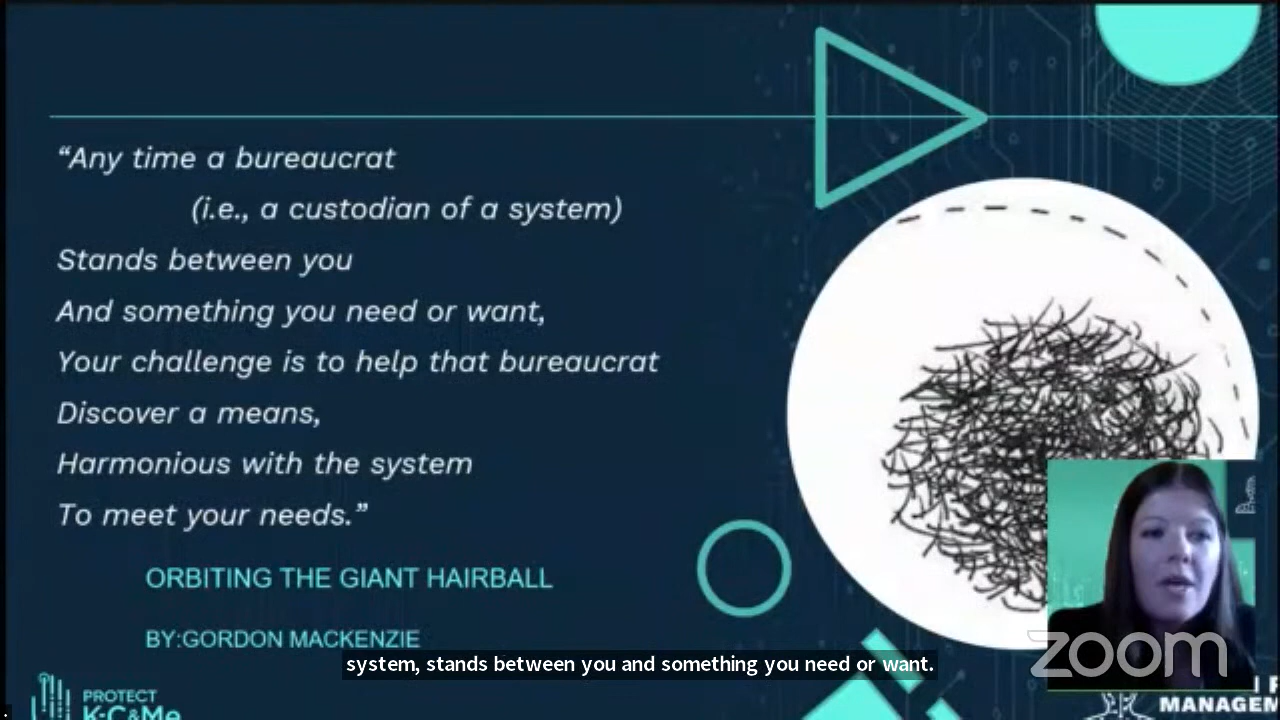 “Any time a bureaucrat
(i.e., a custodian of a system)
Stands between you
And something you need or want,
Your challenge is to help that bureaucrat
Discover a means,
Harmonious with the system
To meet your needs.”
ORBITING THE GIANT HAIRBALL
BY:GORDON MACKENZIE
system, stands between you and something you need or want.
zoom
PROTECT
K-C&Me
MANAGEM